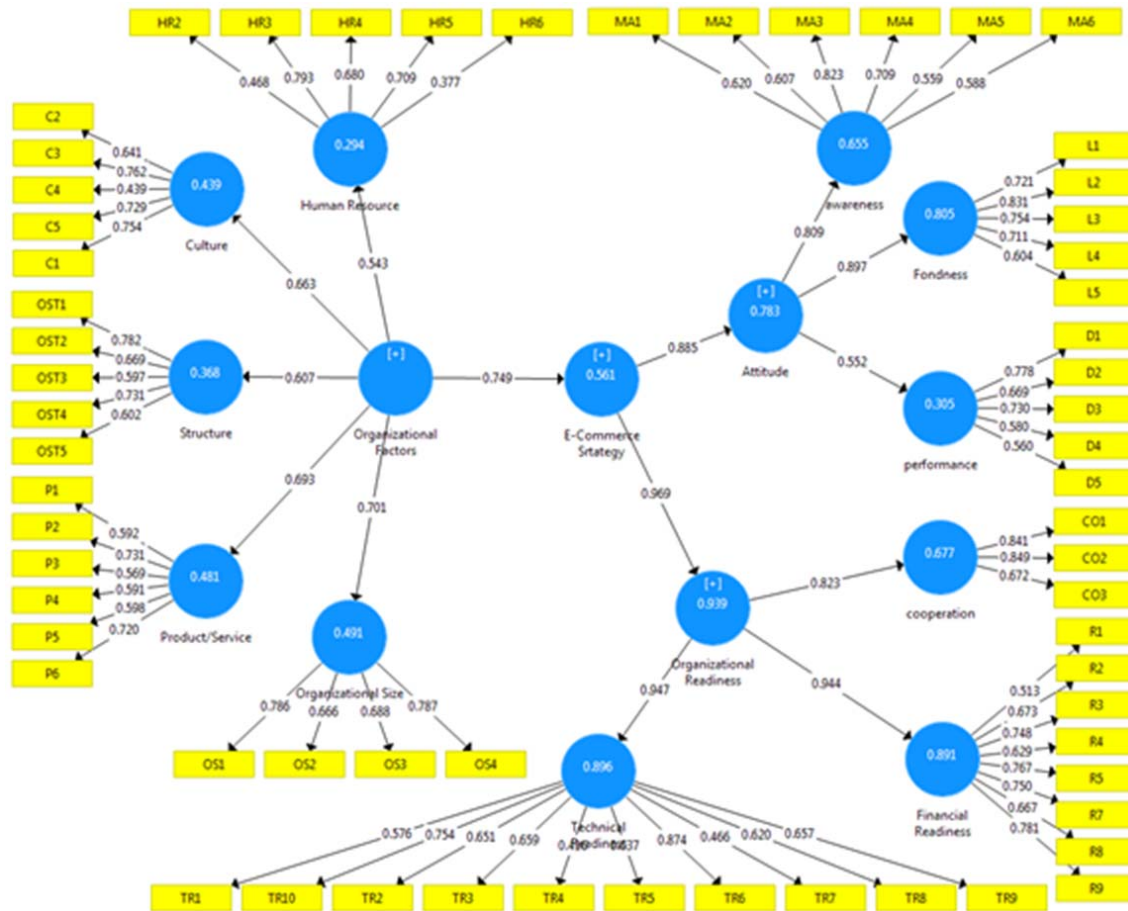 HR2 HR3 HR4 HR5 HR6
MA1 MA2 MA3 MA4 MA5 MA6
0.468 0.793 0.680 0.709 0.377
0.620 0.607 0.823 0.709 0.559 0.588
0.294
Human Resource
0.655
awareness
C2
C3
C4
C5
C1
0.641
0.762
0.439
0.729
0.754
0.439
Culture
0.543
0.663
0.809
0.897
0.805
Fondness
0.721
0.831
0.754
0.711
0.604
L1
L2
L3
L4
L5
OST1
OST2
OST3
OST4
OST5
0.782
0.669
0.597
0.731
0.602
0.368
Structure
0.607
[+]
Organizational
Factors
0.749
[+]
0.561
E-Commerce
Srtategy
0.885
[+]
0.783
Attitude
0.552
0.305
performance
0.778
0.669
0.730
0.580
0.560
D1
D2
D3
D4
D5
P1
P2
P3
P4
P5
P6
0.592
0.731
0.569
0.591
0.598
0.720
0.481
Product/Service
0.693
0.701
0.969
0.491
Organizational Size
0.786 0.666 0.688 0.787
OS1 OS2 OS3 OS4
[+]
0.939
Organizational
Readiness
0.823
0.677
cooperation
0.841
0.849
0.672
CO1
CO2
CO3
0.947
0.944
0.891
Financial
Readiness
0.513
0.673
0.748
0.629
0.767
0.750
0.667
0.781
R1
R2
R3
R4
R5
R7
R8
R9
0.896
Technical
Readiness
0.576 0.754 0.651 0.659 0.874 0.466 0.620 0.657
TR1 TR10 TR2 TR3 TR4 TR5 TR6 TR7 TR8 TR9